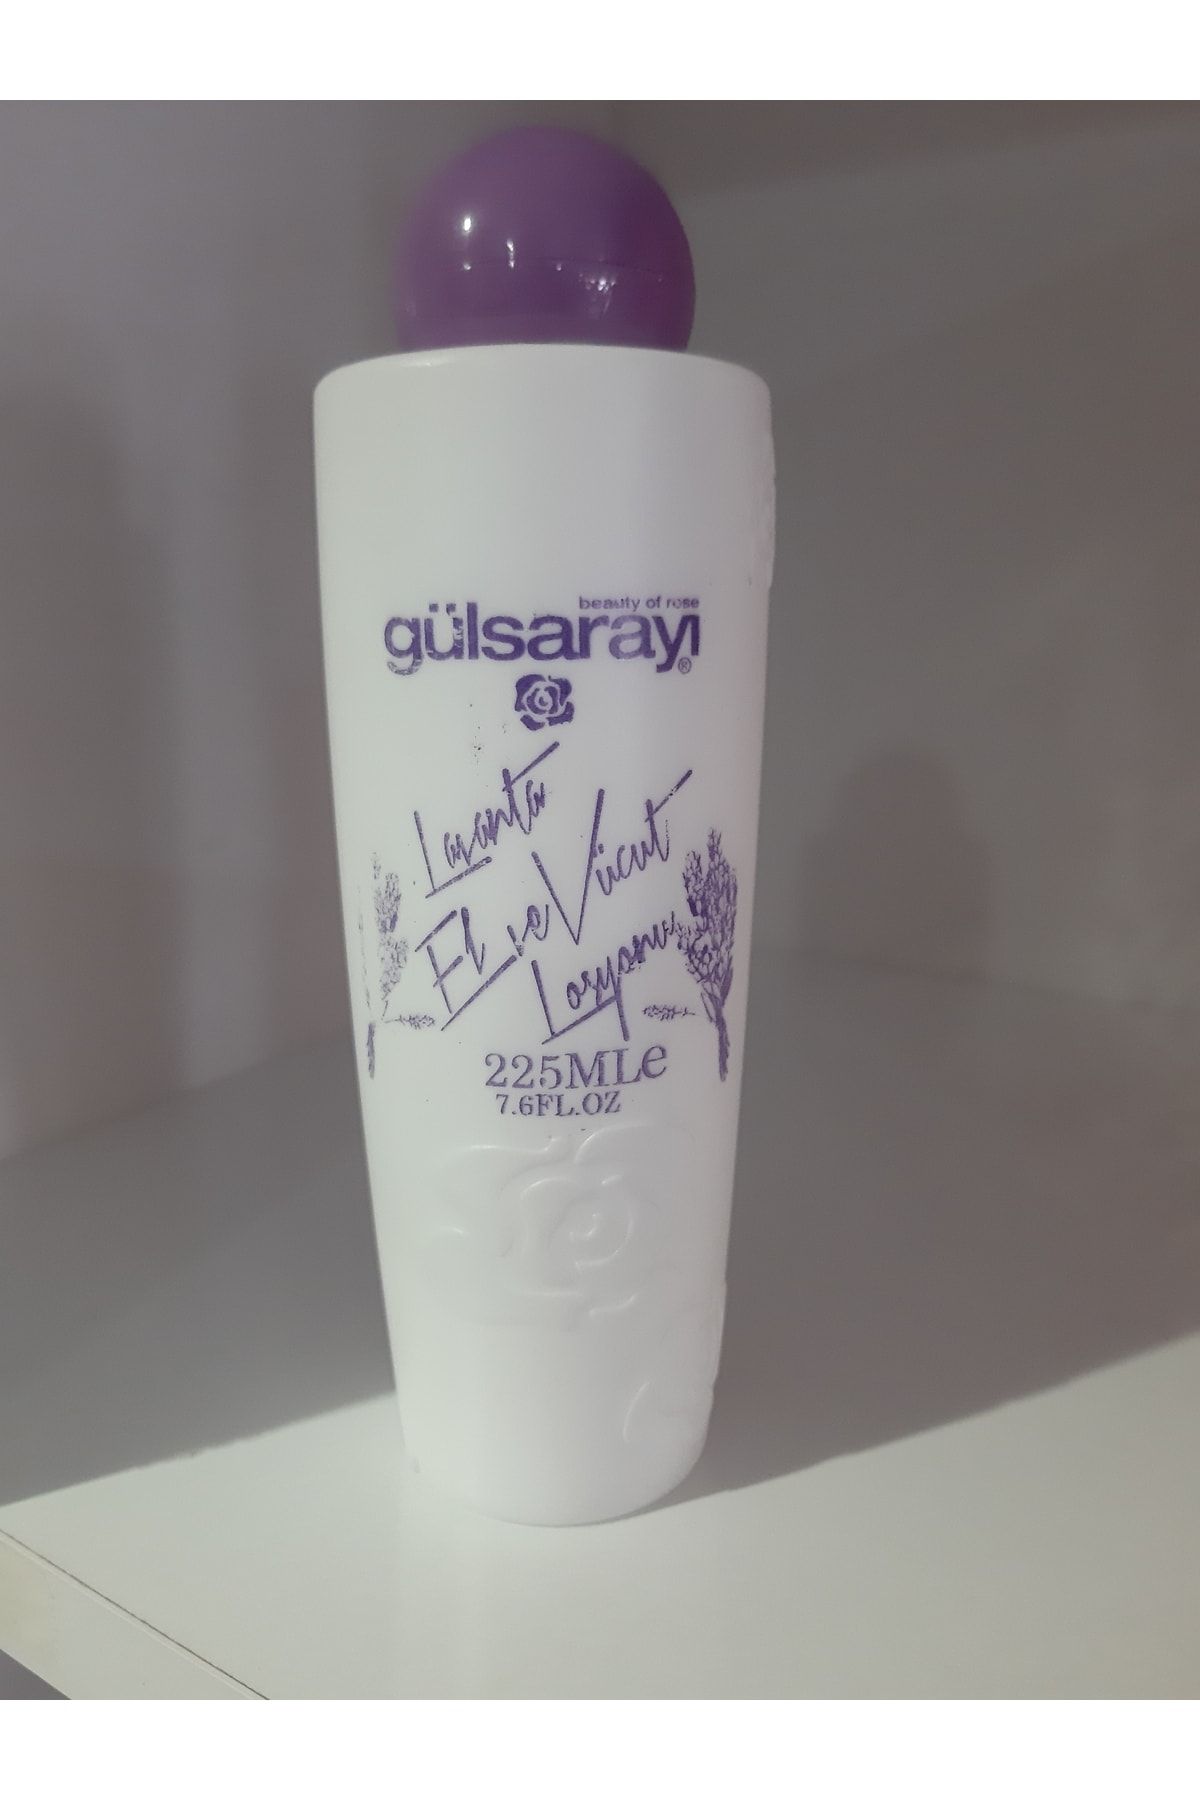 beauty of rose
gülsarayı®
Lavanta
El ve Vücut
Losyonu
225MLe
7.6FL.OZ